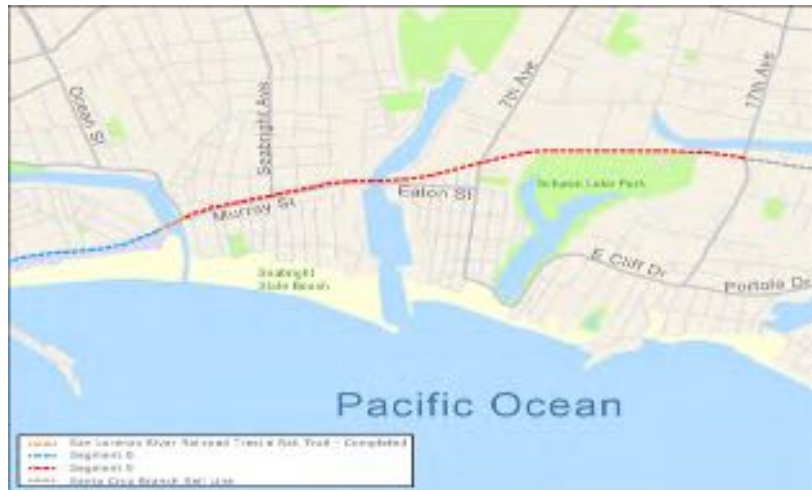 Ocean St
Seabright Ave
7th Ave
17th Ave
Murray St
Eaton St
Schwan Lake Park
E Cliff Dr
Portola Dr
Seabright
State Beach
Pacific Ocean
San Lorenzo River Railroad Trestle Rail Trail - Completed
Segment
Segment
Santa Cruz Branch Rail Line